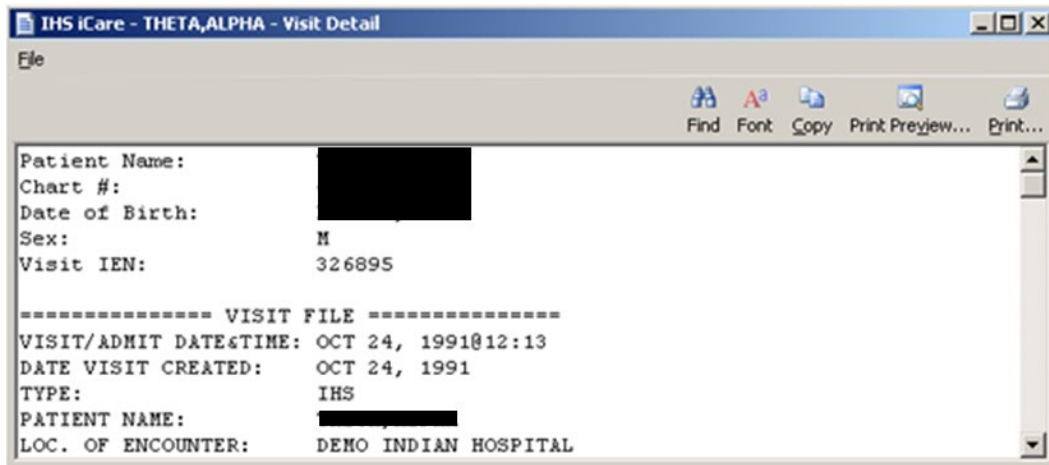 IHS iCare - THETA,ALPHA - Visit Detail
File
Find Font Copy Print Preview... Print...
Patient Name:
Chart #:
Date of Birth:
Sex: M
Visit IEN: 326895
=============== VISIT FILE ===============
VISIT/ADMIT DATE&TIME: OCT 24, 1991@12:13
DATE VISIT CREATED: OCT 24, 1991
TYPE: IHS
PATIENT NAME:
LOC. OF ENCOUNTER: DEMO INDIAN HOSPITAL